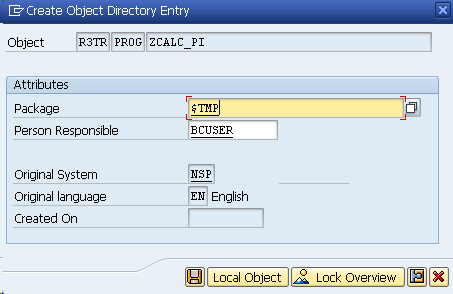 Create Object Directory Entry
Object R3TR PROG ZCALC_PI
Attributes
Package $TMP
Person Responsible BCUSER
Original System NSP
Original language EN English
Created On
Local Object Lock Overview